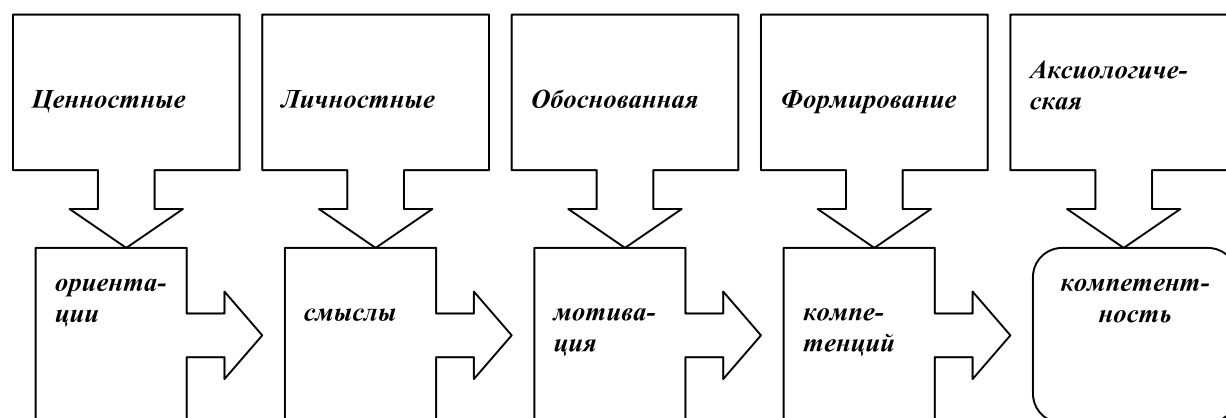 Ценностные
Личностные
Обоснованная
Формирование
Аксиологиче-
ская
ориента-
ции
смыслы
мотива-
ция
компе-
тенций
компетент-
ность